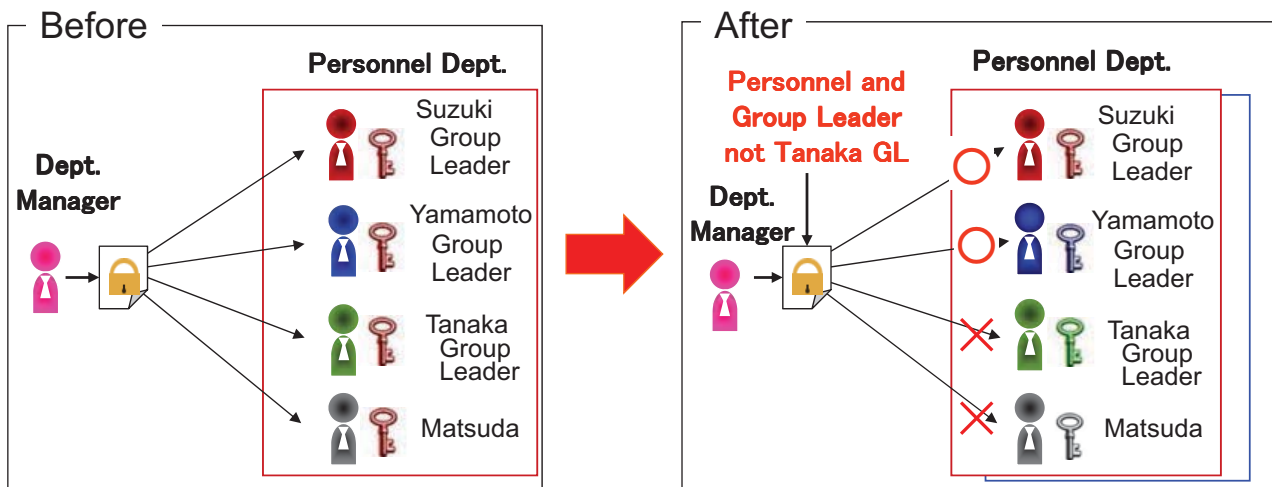 Before
Personnel Dept.
Suzuki
Group
Leader
Dept.
Manager
Yamamoto
Group
Leader
Tanaka
Group
Leader
Matsuda
After
Personnel Dept.
Personnel and
Group Leader
not Tanaka GL
Suzuki
Group
Leader
Dept.
Manager
Yamamoto
Group
Leader
Tanaka
Group
Leader
Matsuda